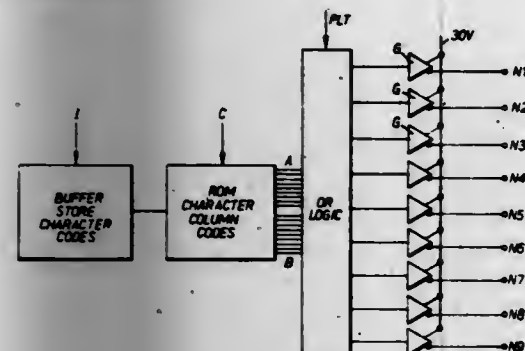 PLT
30V
G
N1
G
N2
G
N3
I
C
A
BUFFER
STORE
CHARACTER
CODES
ROM
CHARACTER
COLUMN
CODES
OR
LOGIC
B
N4
N5
N6
N7
N8
N9